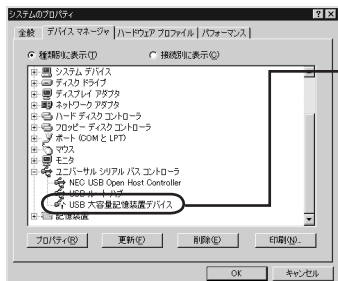 システムのプロパティ
全般 デバイス マネージャ ハードウェア プロファイル パフォーマンス
種類別に表示(T) 接続別に表示(C)
システム デバイス
ディスク ドライブ
ディスプレイ アダプタ
ネットワーク アダプタ
ハード ディスク コントローラ
フロッピー ディスク コントローラ
ポート (COM と LPT)
マウス
モニタ
ユニバーサル シリアル バス コントローラ
NEC USB Open Host Controller
USB ルート ハブ
USB 大容量記憶装置デバイス
記憶装置
プロパティ(R) 更新(F) 削除(E) 印刷(N)...
OK キャンセル